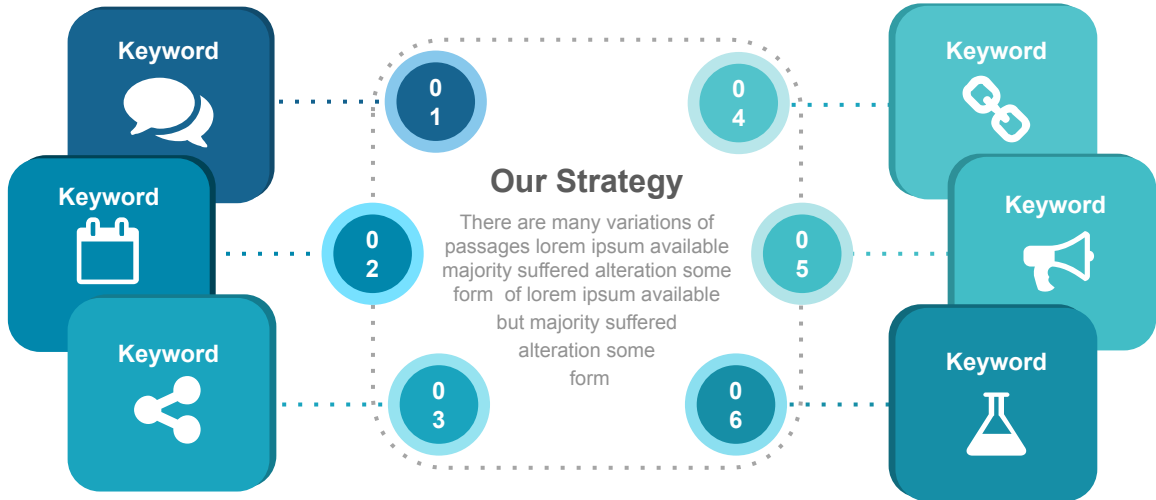 Keyword
Keyword
Keyword
0
1
0
2
0
3
Our Strategy
There are many variations of
passages lorem ipsum available
majority suffered alteration some
form  of lorem ipsum available
but majority suffered
alteration some
form
0
4
0
5
0
6
Keyword
Keyword
Keyword